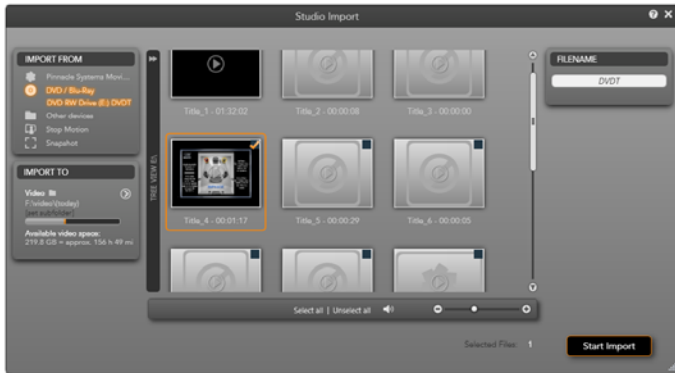 Studio Import
IMPORT FROM
Pinnacle Systems Movi...
DVD / Blu-Ray
DVD RW Drive (E:) DVDT
Other devices
Stop Motion
Snapshot
IMPORT TO
Video
F:\video\(today)
[set subfolder]
Available video space:
219.8 GB = approx. 156 h 49 mi
TREE VIEW E:\
Title_1 - 01:32:02
Title_2 - 00:00:08
Title_3 - 00:00:00
Title_4 - 00:01:17
Title_5 - 00:00:29
Title_6 - 00:00:05
Select all | Unselect all
FILENAME
DVDT
Selected Files: 1
Start Import